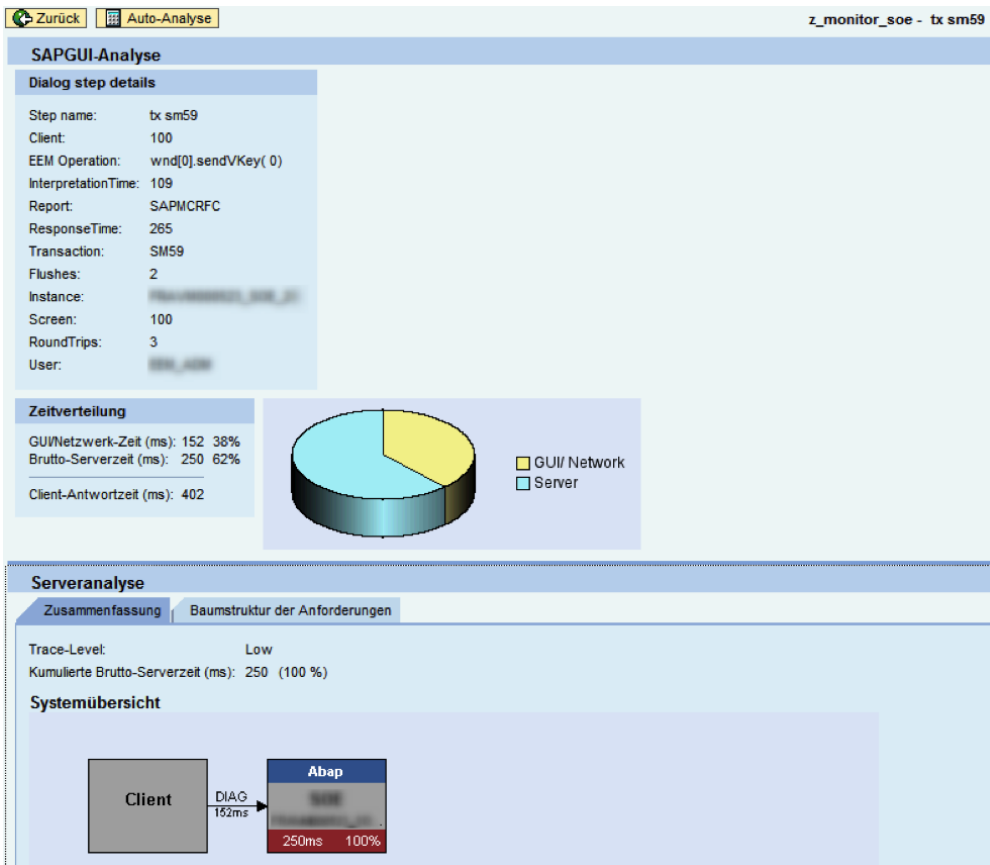 Zurück Auto-Analyse z_monitor_soe - tx sm59
SAPGUI-Analyse
Dialog step details
Step name: tx sm59
Client: 100
EEM Operation: wnd[0].sendVKey( 0)
InterpretationTime: 109
Report: SAPMCRFC
ResponseTime: 265
Transaction: SM59
Flushes: 2
Instance:
Screen: 100
RoundTrips: 3
User:
Zeitverteilung
GUI/Netzwerk-Zeit (ms): 152 38%
Brutto-Serverzeit (ms): 250 62%
Client-Antwortzeit (ms): 402
GUI/ Network
Server
Serveranalyse
Zusammenfassung Baumstruktur der Anforderungen
Trace-Level: Low
Kumulierte Brutto-Serverzeit (ms): 250 (100 %)
Systemübersicht
Client
DIAG
152ms
Abap
250ms 100%